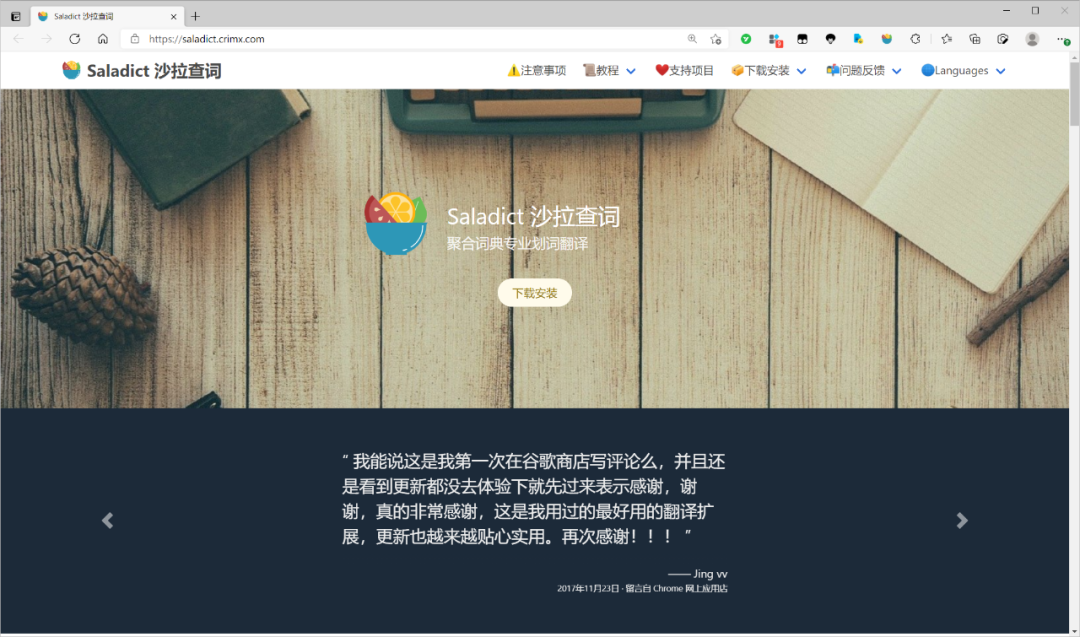 Saladict 沙拉查词
https://saladict.crimx.com
Saladict 沙拉查词
⚠️注意事项 📜教程 ❤️支持项目 📦下载安装 📬问题反馈 🔵Languages
Saladict 沙拉查词
聚合词典专业划词翻译
下载安装
“ 我能说这是我第一次在谷歌商店写评论么，并且还
是看到更新都没去体验下就先过来表示感谢，谢
谢，真的非常感谢，这是我用过的最好用的翻译扩
展，更新也越来越贴心实用。再次感谢！！！ ”
—— Jing vv
2017年11月23日 · 留言自 Chrome 网上应用店